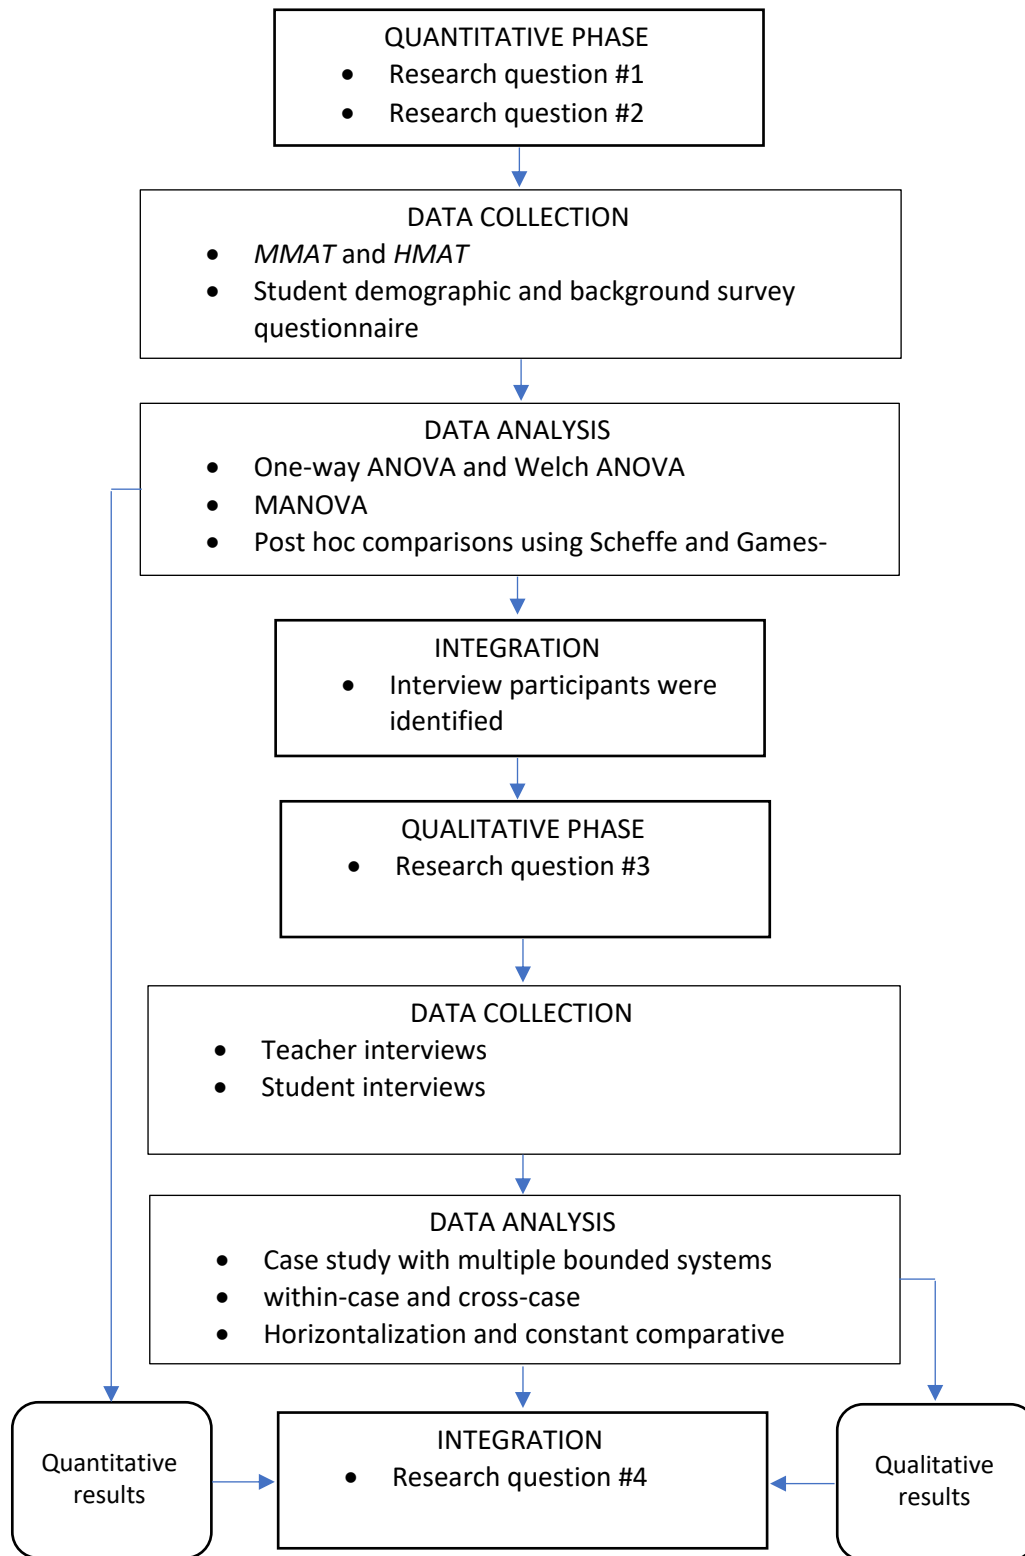 QUANTITATIVE PHASE
• Research question #1
• Research question #2
DATA COLLECTION
• MMAT and HMAT
• Student demographic and background survey
questionnaire
DATA ANALYSIS
• One-way ANOVA and Welch ANOVA
• MANOVA
• Post hoc comparisons using Scheffe and Games-
INTEGRATION
• Interview participants were
identified
QUALITATIVE PHASE
• Research question #3
DATA COLLECTION
• Teacher interviews
• Student interviews
DATA ANALYSIS
• Case study with multiple bounded systems
• within-case and cross-case
• Horizontalization and constant comparative
Quantitative
results
INTEGRATION
• Research question #4
Qualitative
results